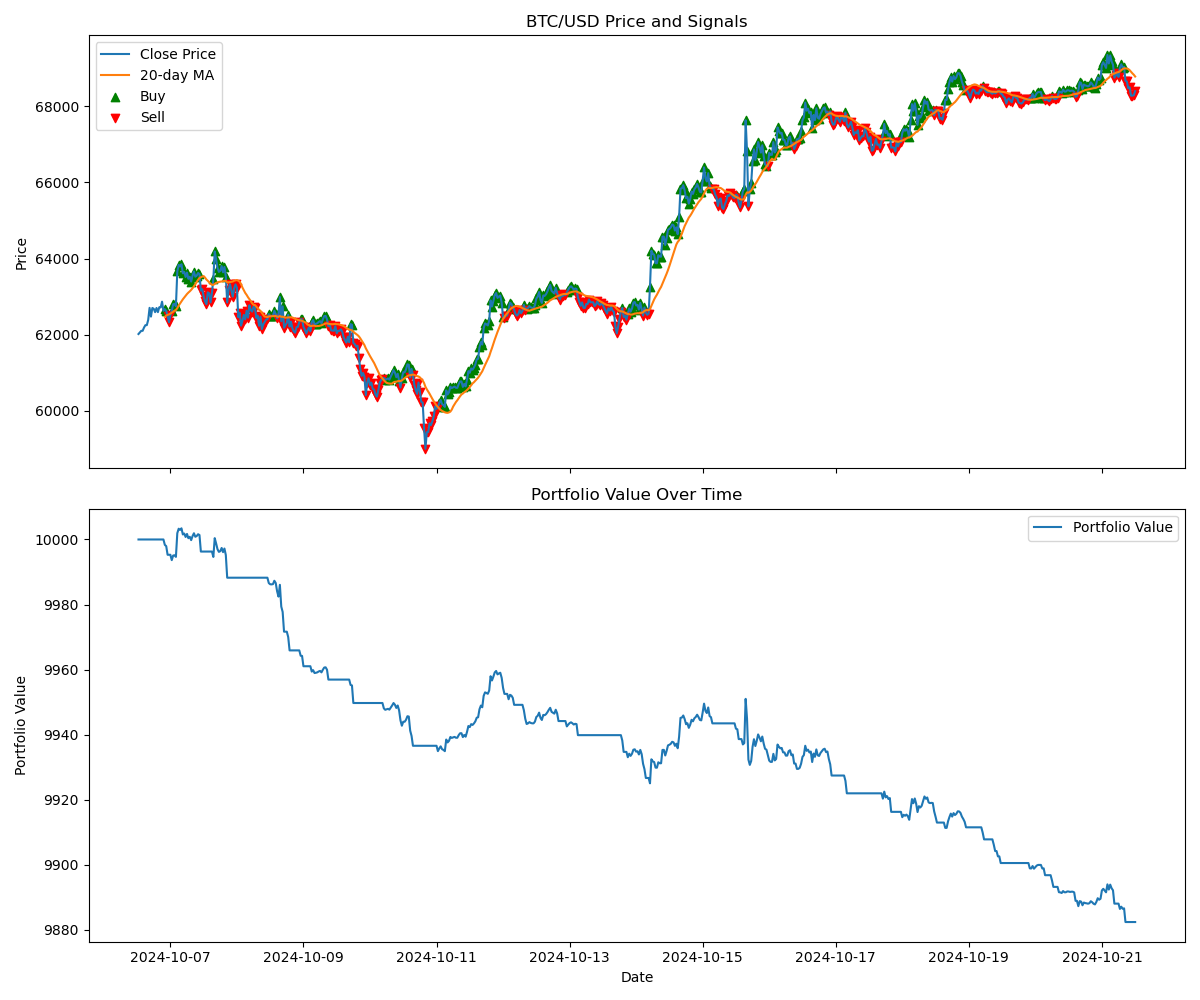 BTC/USD Price and Signals
Close Price
20-day MA
Buy
Sell
Price
68000
66000
64000
62000
60000
Portfolio Value Over Time
Portfolio Value
Portfolio Value
10000
9980
9960
9940
9920
9900
9880
2024-10-07 2024-10-09 2024-10-11 2024-10-13 2024-10-15 2024-10-17 2024-10-19 2024-10-21
Date